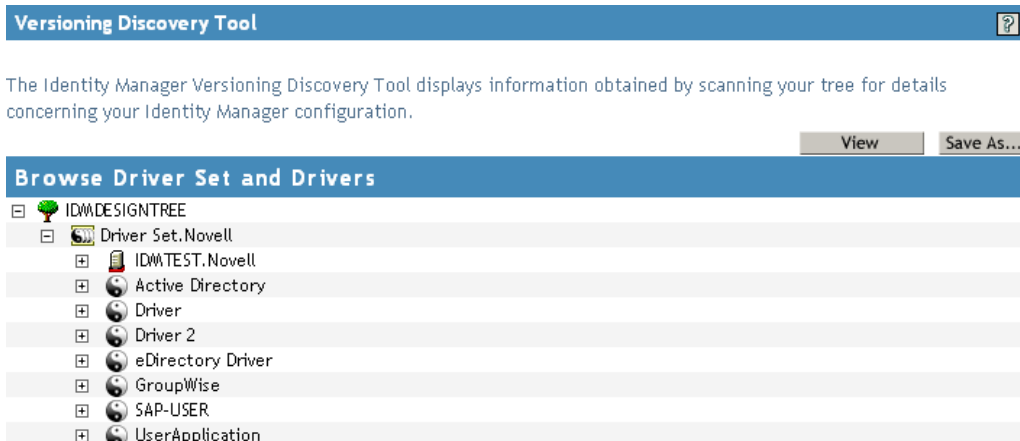 Versioning Discovery Tool
?
The Identity Manager Versioning Discovery Tool displays information obtained by scanning your tree for details
concerning your Identity Manager configuration.
View Save As...
Browse Driver Set and Drivers
IDMDESIGNTREE
Driver Set.Novell
IDMTEST.Novell
Active Directory
Driver
Driver 2
eDirectory Driver
GroupWise
SAP-USER
UserApplication